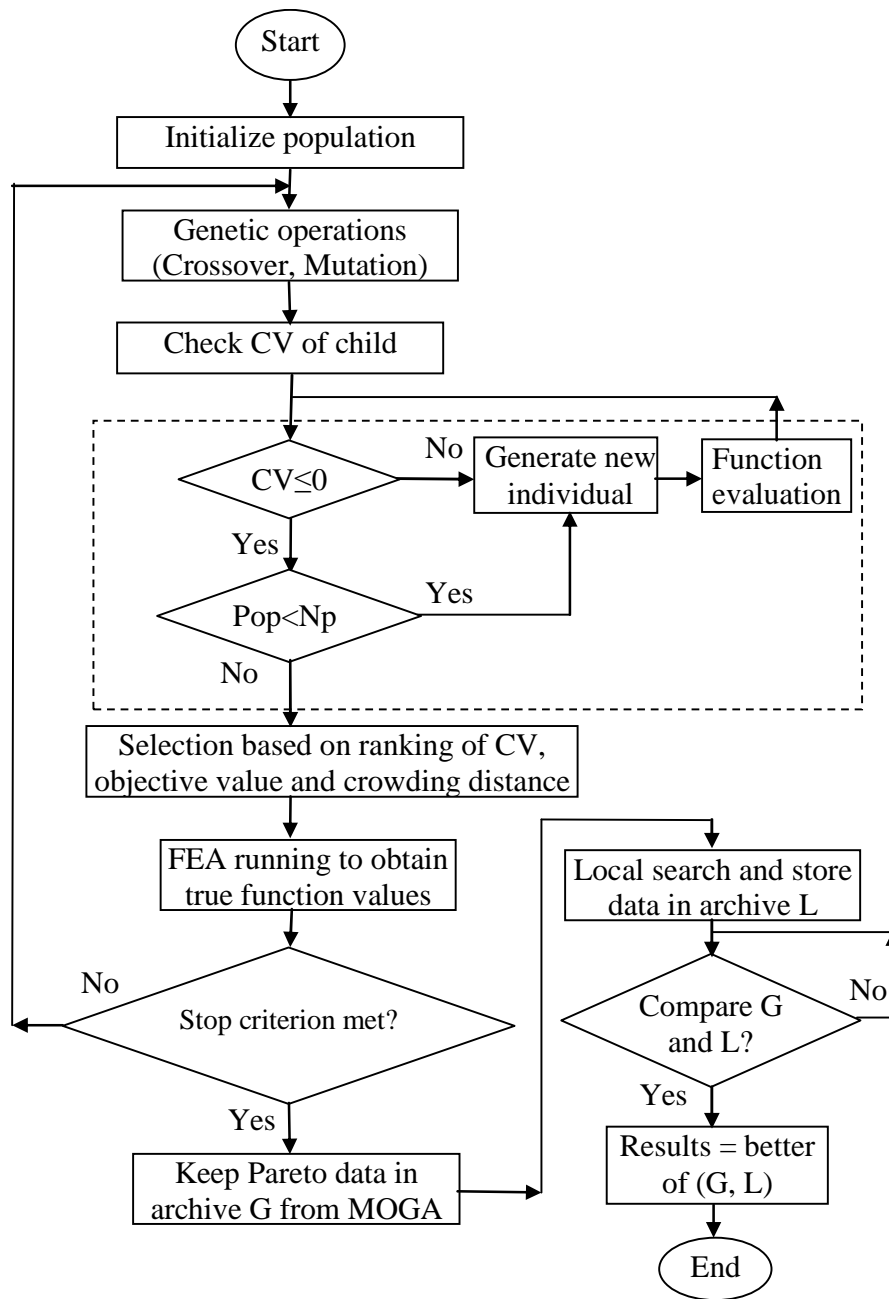 Start
Initialize population
Genetic operations
(Crossover, Mutation)
Check CV of child
CV≤0
No
Generate new
individual
Function
evaluation
Yes
Pop<Np
Yes
No
Selection based on ranking of CV,
objective value and crowding distance
FEA running to obtain
true function values
Stop criterion met?
No
Yes
Keep Pareto data in
archive G from MOGA
Local search and store
data in archive L
Compare G
and L?
No
Yes
Results = better
of (G, L)
End